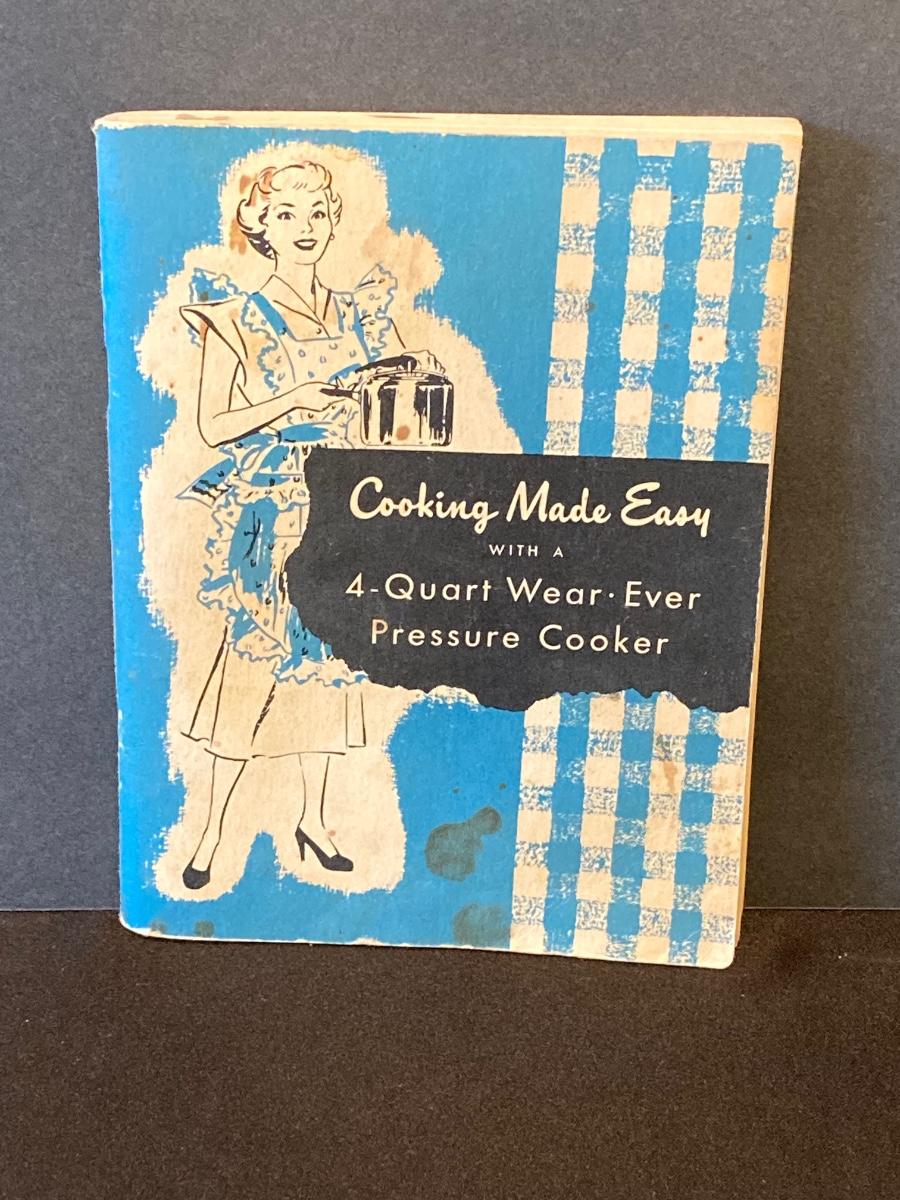 Cooking Made Easy
WITH A
4-Quart Wear·Ever
Pressure Cooker